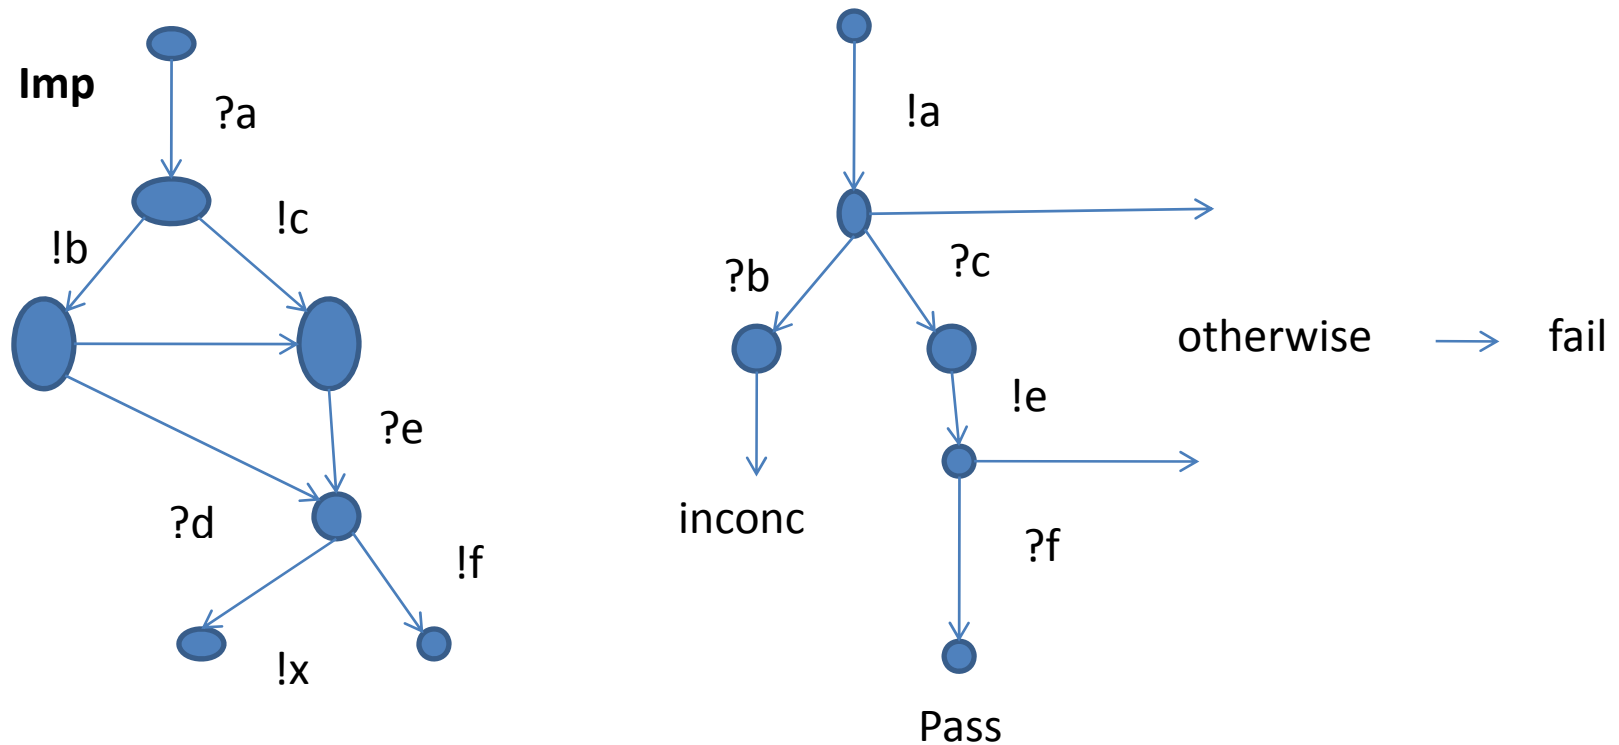 Imp
?a
!b
!c
?e
?d
!f
!x
!a
?b
?c
otherwise
fail
!e
inconc
?f
Pass